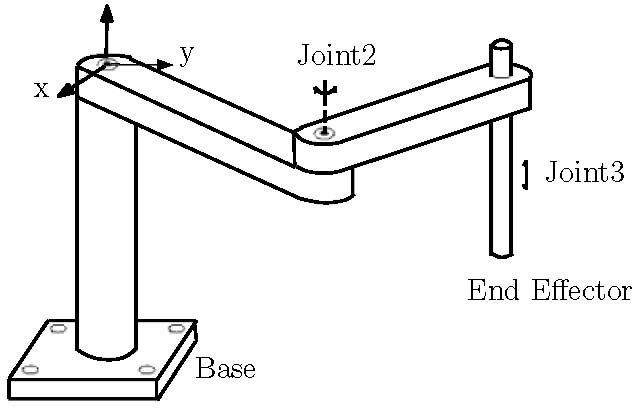 Joint2
y
x
Joint3
End Effector
Base